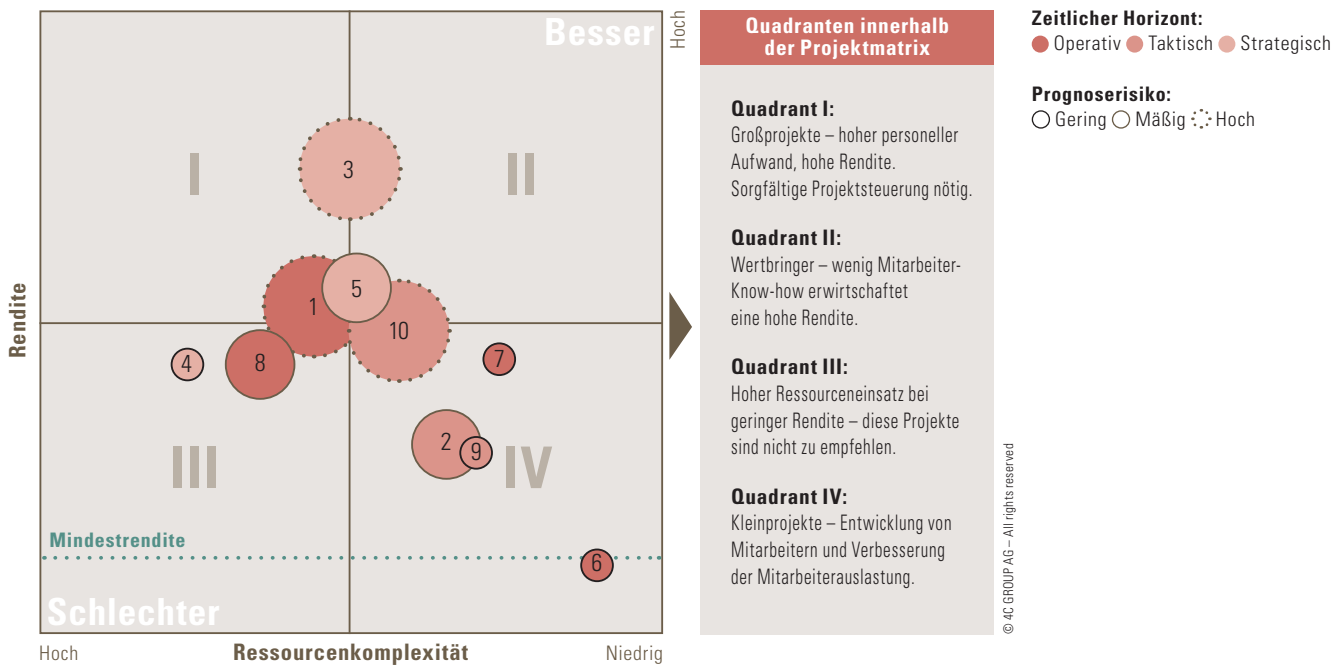 Besser
Hoch
I
II
3
1
5
10
4
8
7
2
9
III
IV
Mindestrendite
6
Schlechter
Rendite
Hoch
Ressourcenkomplexität
Niedrig
Quadranten innerhalb
der Projektmatrix
Quadrant I:
Großprojekte – hoher personeller
Aufwand, hohe Rendite.
Sorgfältige Projektsteuerung nötig.
Quadrant II:
Wertbringer – wenig Mitarbeiter-
Know-how erwirtschaftet
eine hohe Rendite.
Quadrant III:
Hoher Ressourceneinsatz bei
geringer Rendite – diese Projekte
sind nicht zu empfehlen.
Quadrant IV:
Kleinprojekte – Entwicklung von
Mitarbeitern und Verbesserung
der Mitarbeiterauslastung.
© 4C GROUP AG – All rights reserved
Zeitlicher Horizont:
Operativ Taktisch Strategisch
Prognoserisiko:
Gering Mäßig Hoch